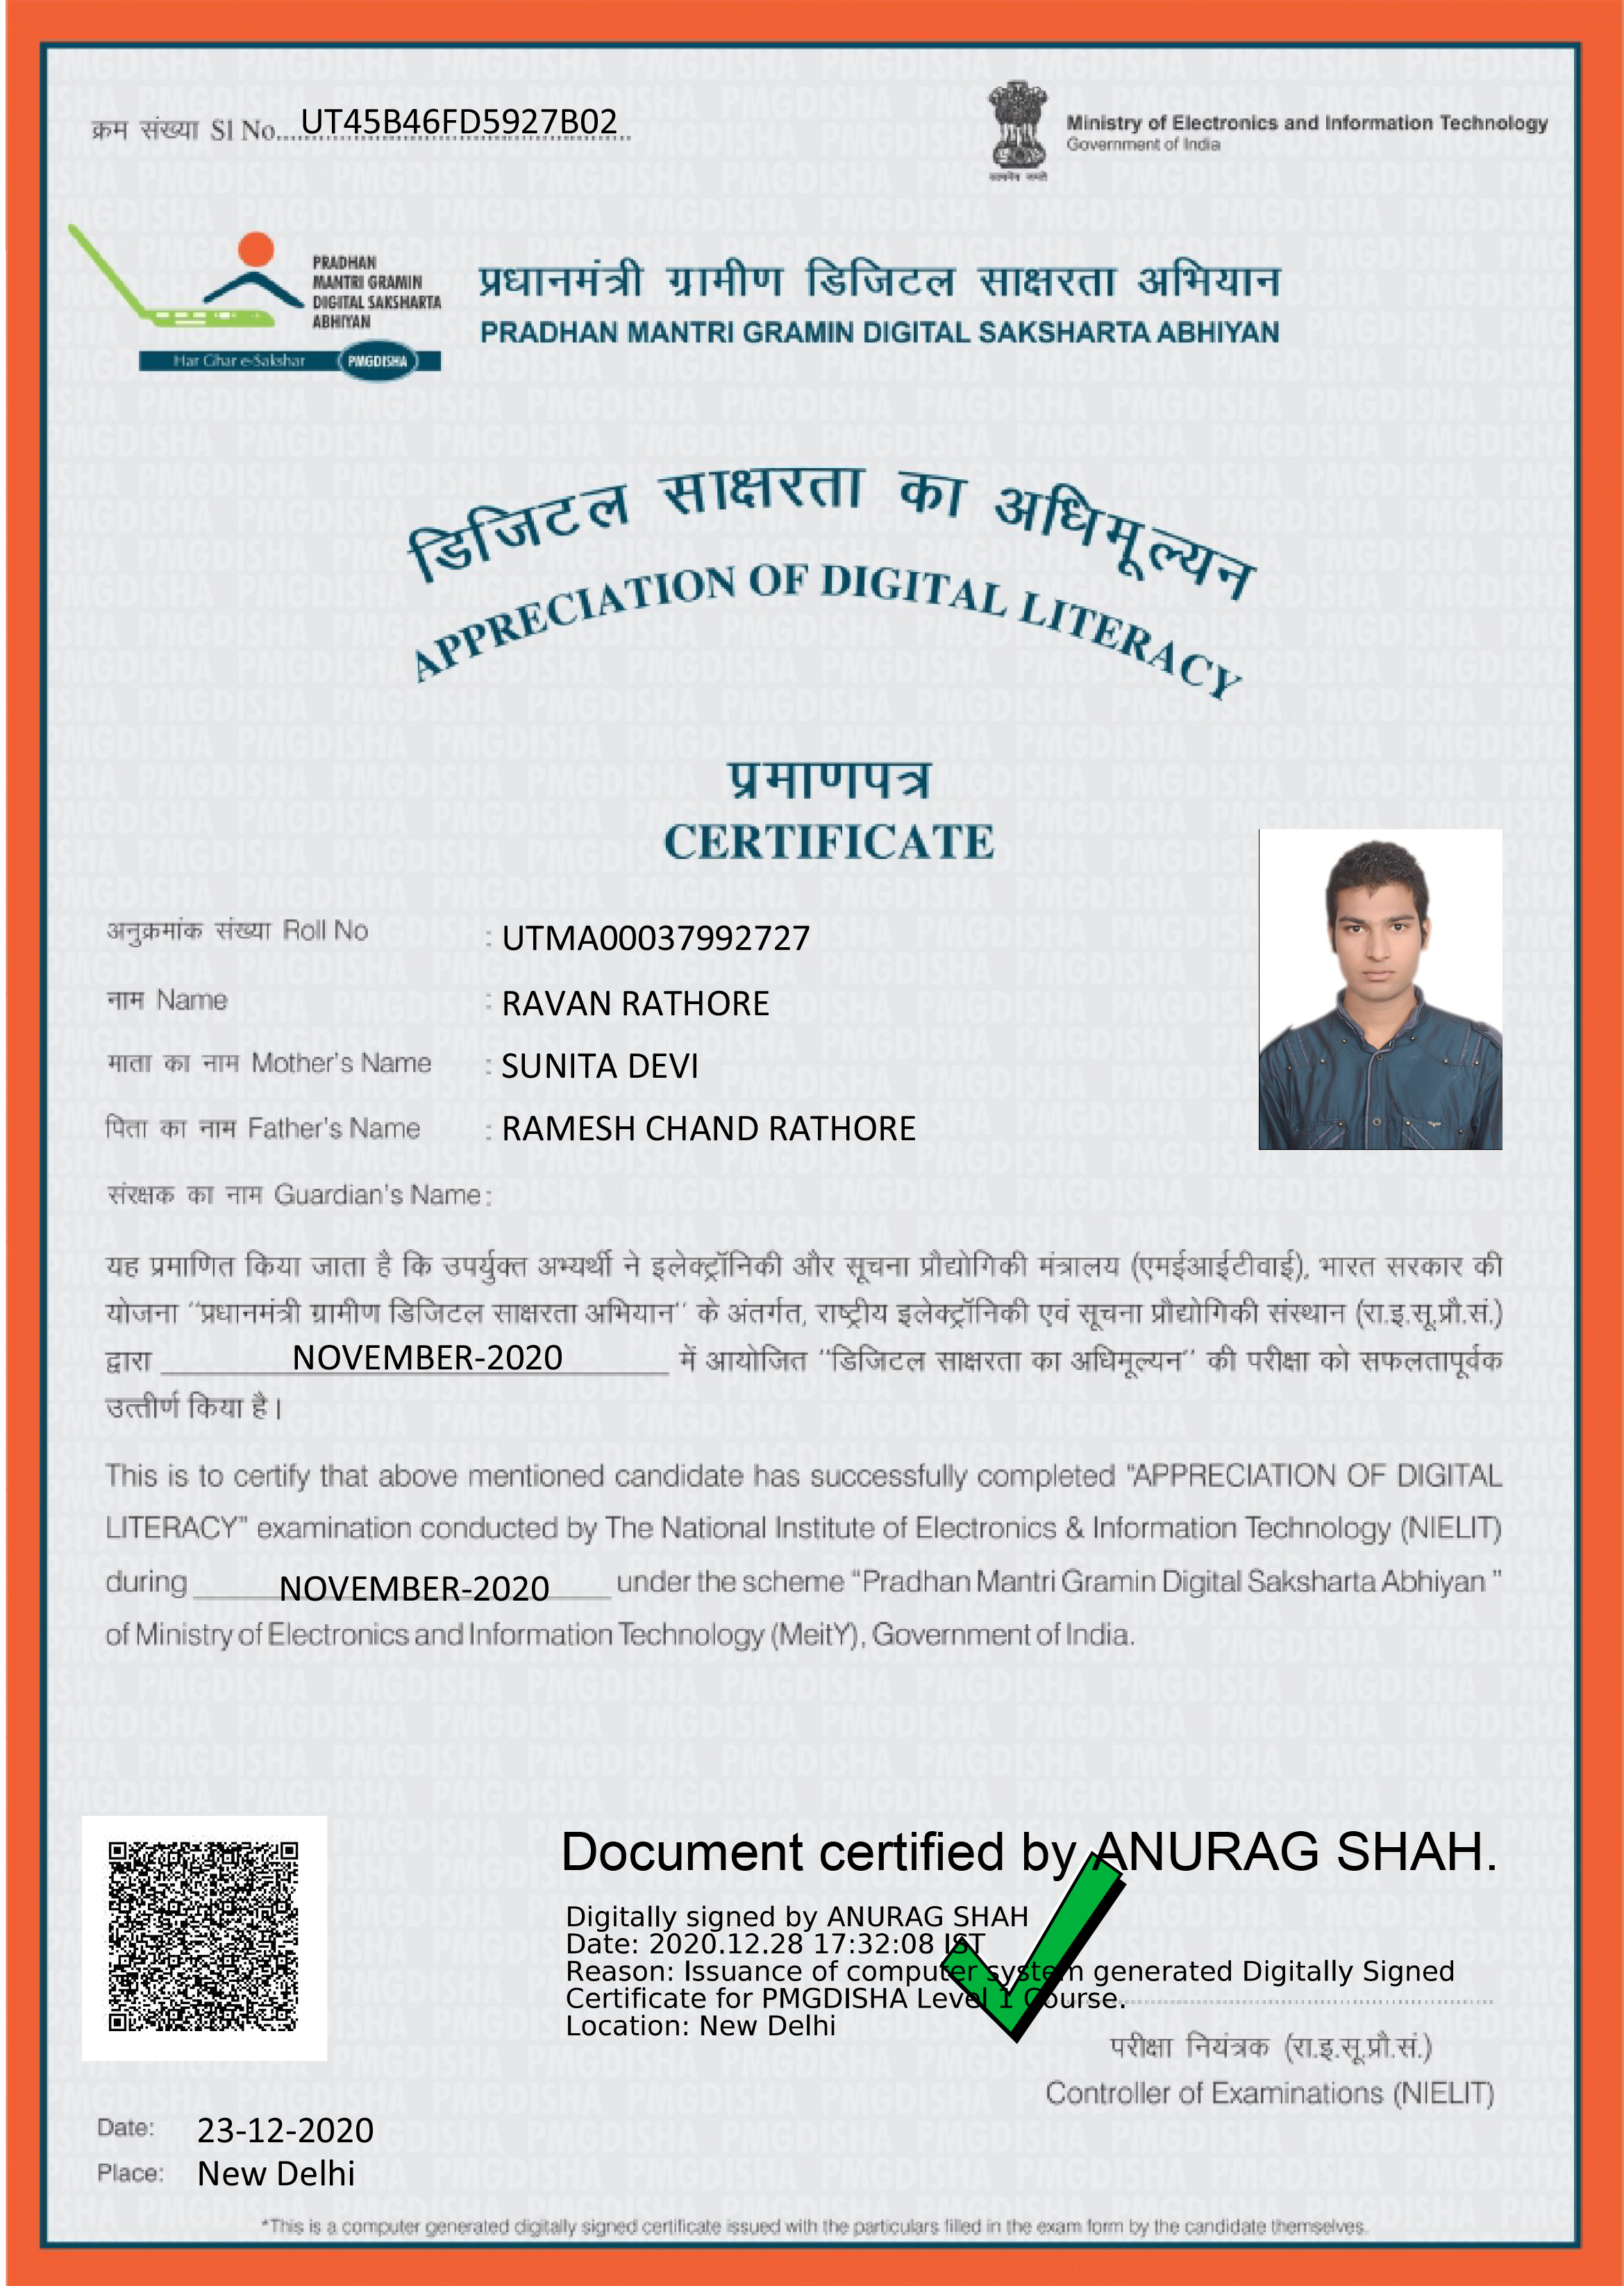 क्रम संख्या Sl No. UT45B46FD5927B02
Ministry of Electronics and Information Technology
Government of India
सत्यमेव जयते
PRADHAN
MANTRI GRAMIN
DIGITAL SAKSHARTA
ABHIYAN
Har Ghar e-Sakshar PMGDISHA
प्रधानमंत्री ग्रामीण डिजिटल साक्षरता अभियान
PRADHAN MANTRI GRAMIN DIGITAL SAKSHARTA ABHIYAN
डिजिटल साक्षरता का अधिमूल्यन
APPRECIATION OF DIGITAL LITERACY
प्रमाणपत्र
CERTIFICATE
अनुक्रमांक संख्या Roll No : UTMA00037992727
नाम Name : RAVAN RATHORE
माता का नाम Mother's Name : SUNITA DEVI
पिता का नाम Father's Name : RAMESH CHAND RATHORE
संरक्षक का नाम Guardian's Name :
यह प्रमाणित किया जाता है कि उपर्युक्त अभ्यर्थी ने इलेक्ट्रॉनिकी और सूचना प्रौद्योगिकी मंत्रालय (एमईआईटीवाई), भारत सरकार की
योजना "प्रधानमंत्री ग्रामीण डिजिटल साक्षरता अभियान" के अंतर्गत, राष्ट्रीय इलेक्ट्रॉनिकी एवं सूचना प्रौद्योगिकी संस्थान (रा.इ.सू.प्रौ.सं.)
द्वारा NOVEMBER-2020 में आयोजित "डिजिटल साक्षरता का अधिमूल्यन" की परीक्षा को सफलतापूर्वक
उत्तीर्ण किया है।
This is to certify that above mentioned candidate has successfully completed "APPRECIATION OF DIGITAL
LITERACY" examination conducted by The National Institute of Electronics & Information Technology (NIELIT)
during NOVEMBER-2020 under the scheme "Pradhan Mantri Gramin Digital Saksharta Abhiyan "
of Ministry of Electronics and Information Technology (MeitY), Government of India.
Document certified by ANURAG SHAH.
Digitally signed by ANURAG SHAH
Date: 2020.12.28 17:32:08 IST
Reason: Issuance of computer system generated Digitally Signed
Certificate for PMGDISHA Level 1 Course.
Location: New Delhi
परीक्षा नियंत्रक (रा.इ.सू.प्रौ.सं.)
Controller of Examinations (NIELIT)
Date: 23-12-2020
Place: New Delhi
*This is a computer generated digitally signed certificate issued with the particulars filled in the exam form by the candidate themselves.